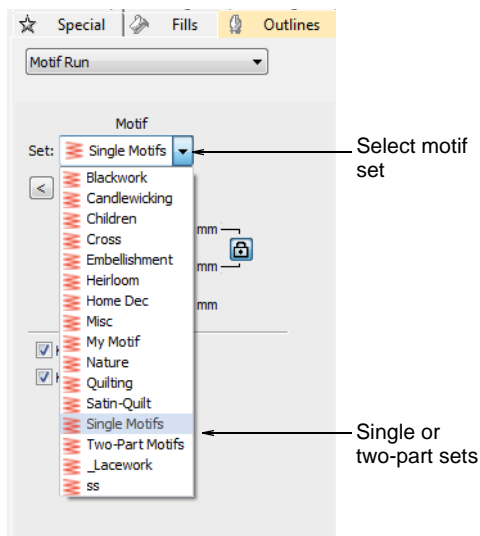 Special Fills Outlines
Motif Run
Motif
Set: Single Motifs
Select motif
set
<
Blackwork
Candlewicking
Children
Cross
mm
Embellishment
mm
Heirloom
Home Dec
mm
Misc
My Motif
Nature
Quilting
Satin-Quilt
Single Motifs
Single or
two-part sets
Two-Part Motifs
_Lacework
ss